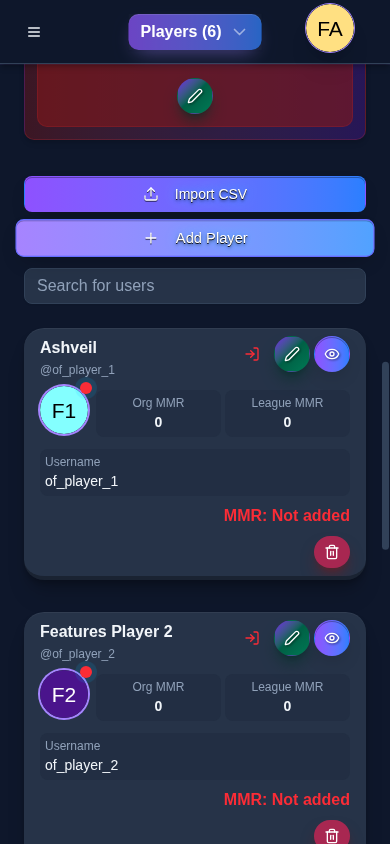 Players (6)
FA
Import CSV
Add Player
Search for users
Ashveil
@of_player_1
F1
Org MMR
0
League MMR
0
Username
of_player_1
MMR: Not added
Features Player 2
@of_player_2
F2
Org MMR
0
League MMR
0
Username
of_player_2
MMR: Not added